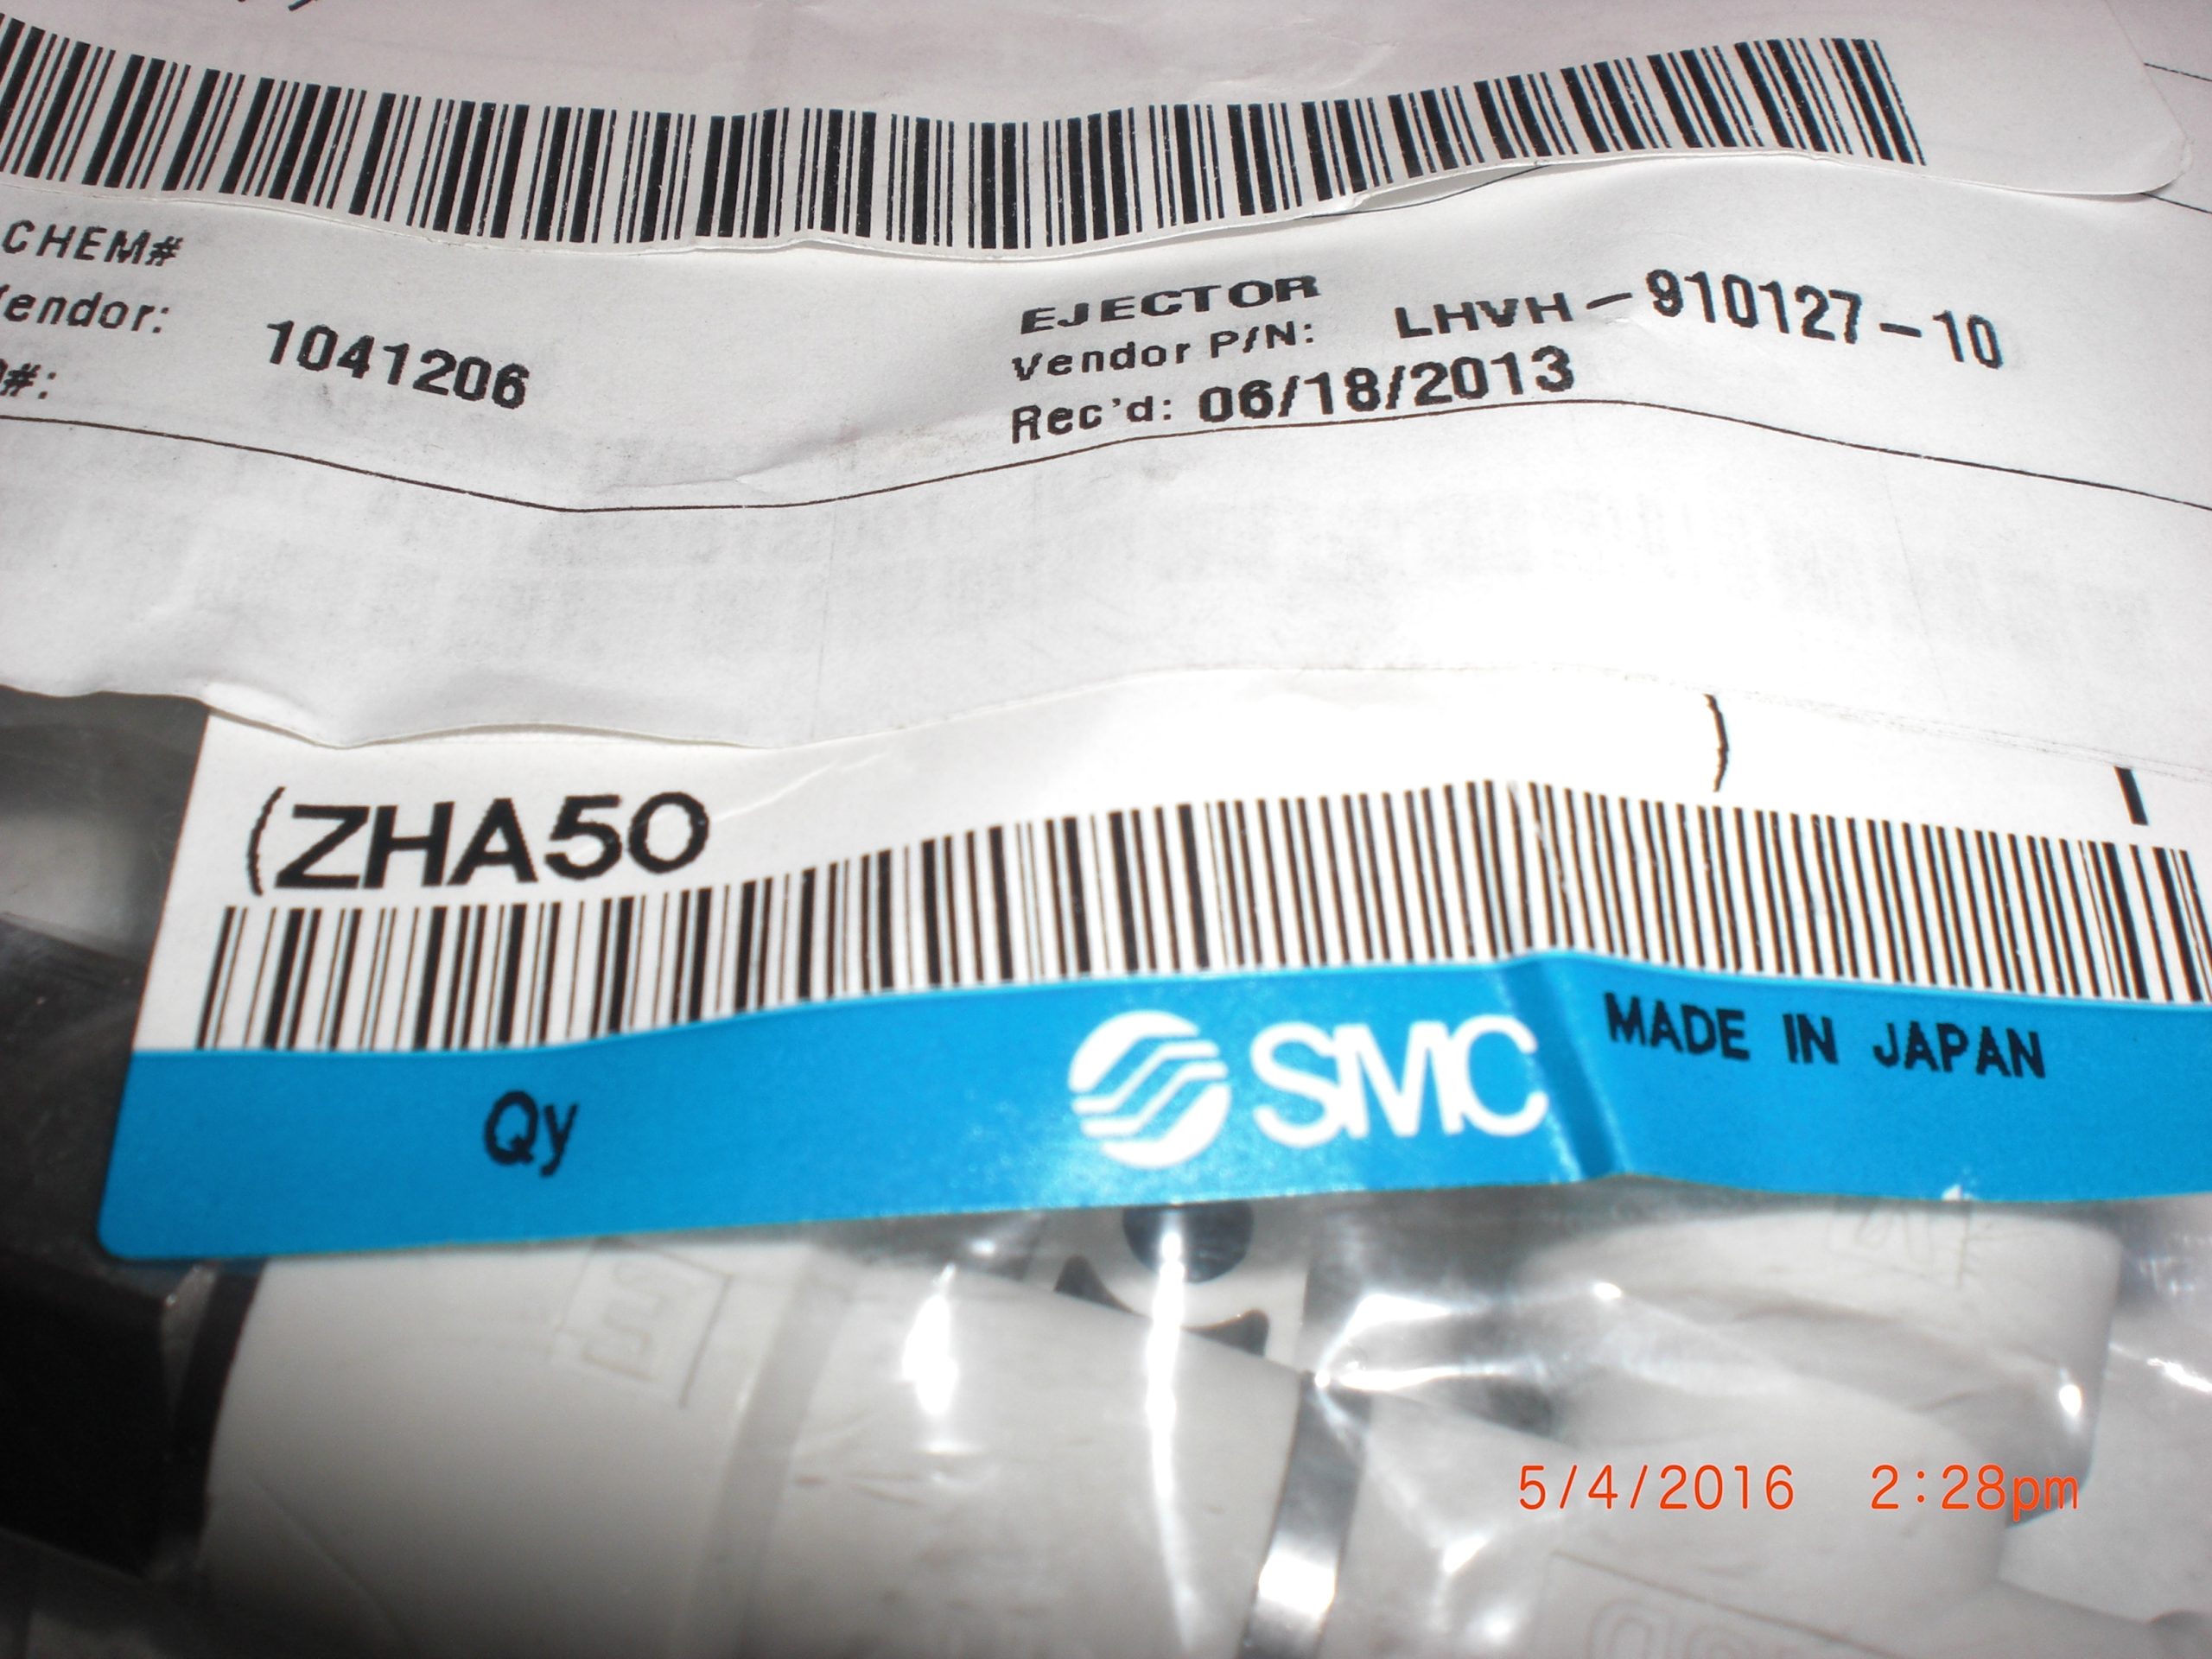 CHEM#
endor:
#: 1041206
EJECTOR
Vendor P/N: LHVH-910127-10
Rec'd: 06/18/2013
(ZHA50 )
Qy
SMC
MADE IN JAPAN
5/4/2016 2:28pm